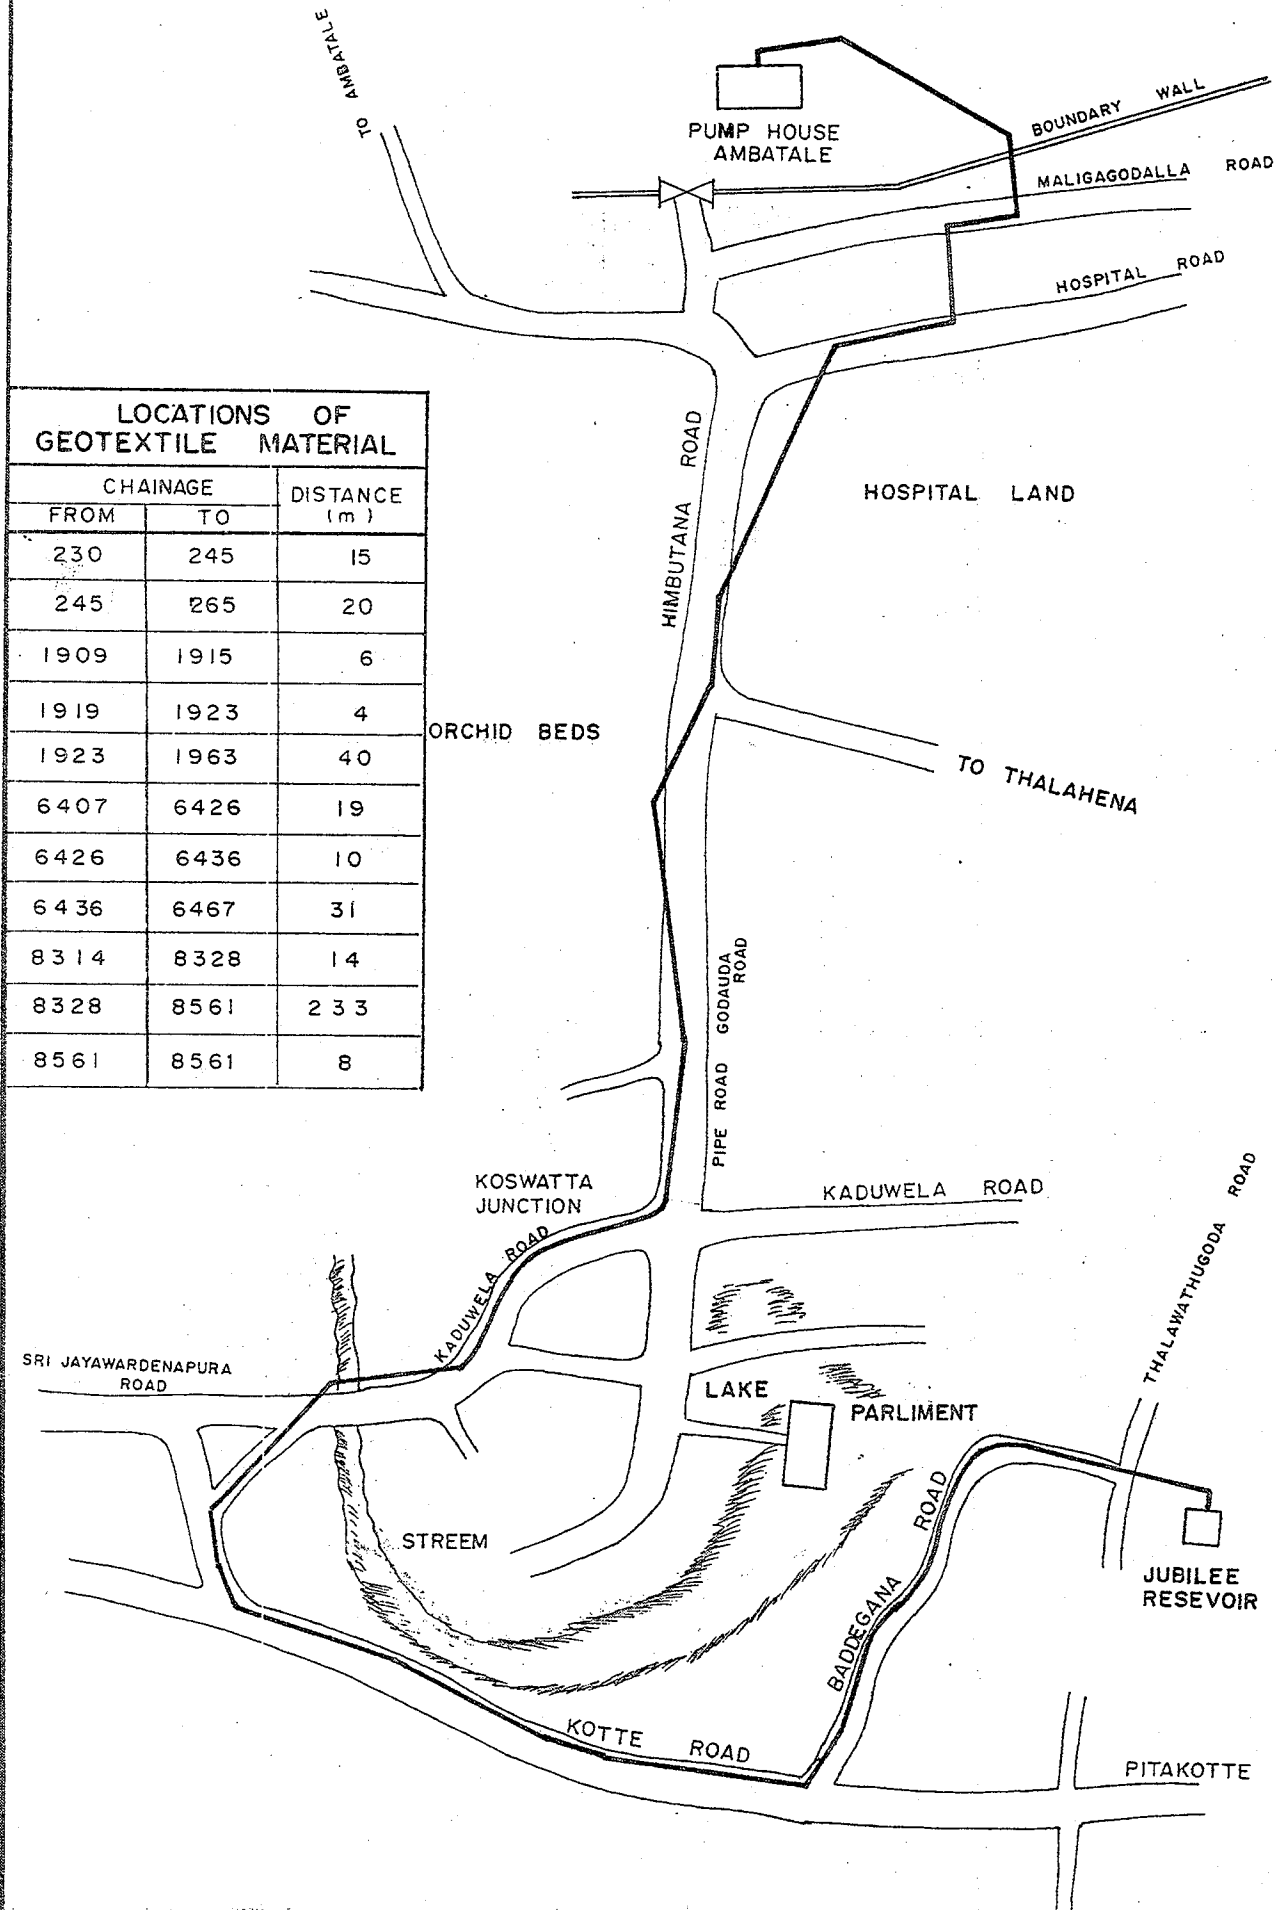 TO AMBATALE
PUMP HOUSE
AMBATALE
BOUNDARY WALL
MALIGAGODALLA ROAD
HOSPITAL ROAD
LOCATIONS OF
GEOTEXTILE MATERIAL
CHAINAGE DISTANCE
FROM TO (m)
230 245 15
245 265 20
1909 1915 6
1919 1923 4
1923 1963 40
6407 6426 19
6426 6436 10
6436 6467 31
8314 8328 14
8328 8561 233
8561 8561 8
HIMBUTANA ROAD
HOSPITAL LAND
ORCHID BEDS
TO THALAHENA
PIPE ROAD GODAUDA
ROAD
KOSWATTA
JUNCTION
KADUWELA ROAD
KADUWELA ROAD
THALAWATHUGODA ROAD
SRI JAYAWARDENAPURA
ROAD
LAKE
PARLIMENT
STREEM
BADDEGANA ROAD
JUBILEE
RESEVOIR
KOTTE ROAD
PITAKOTTE